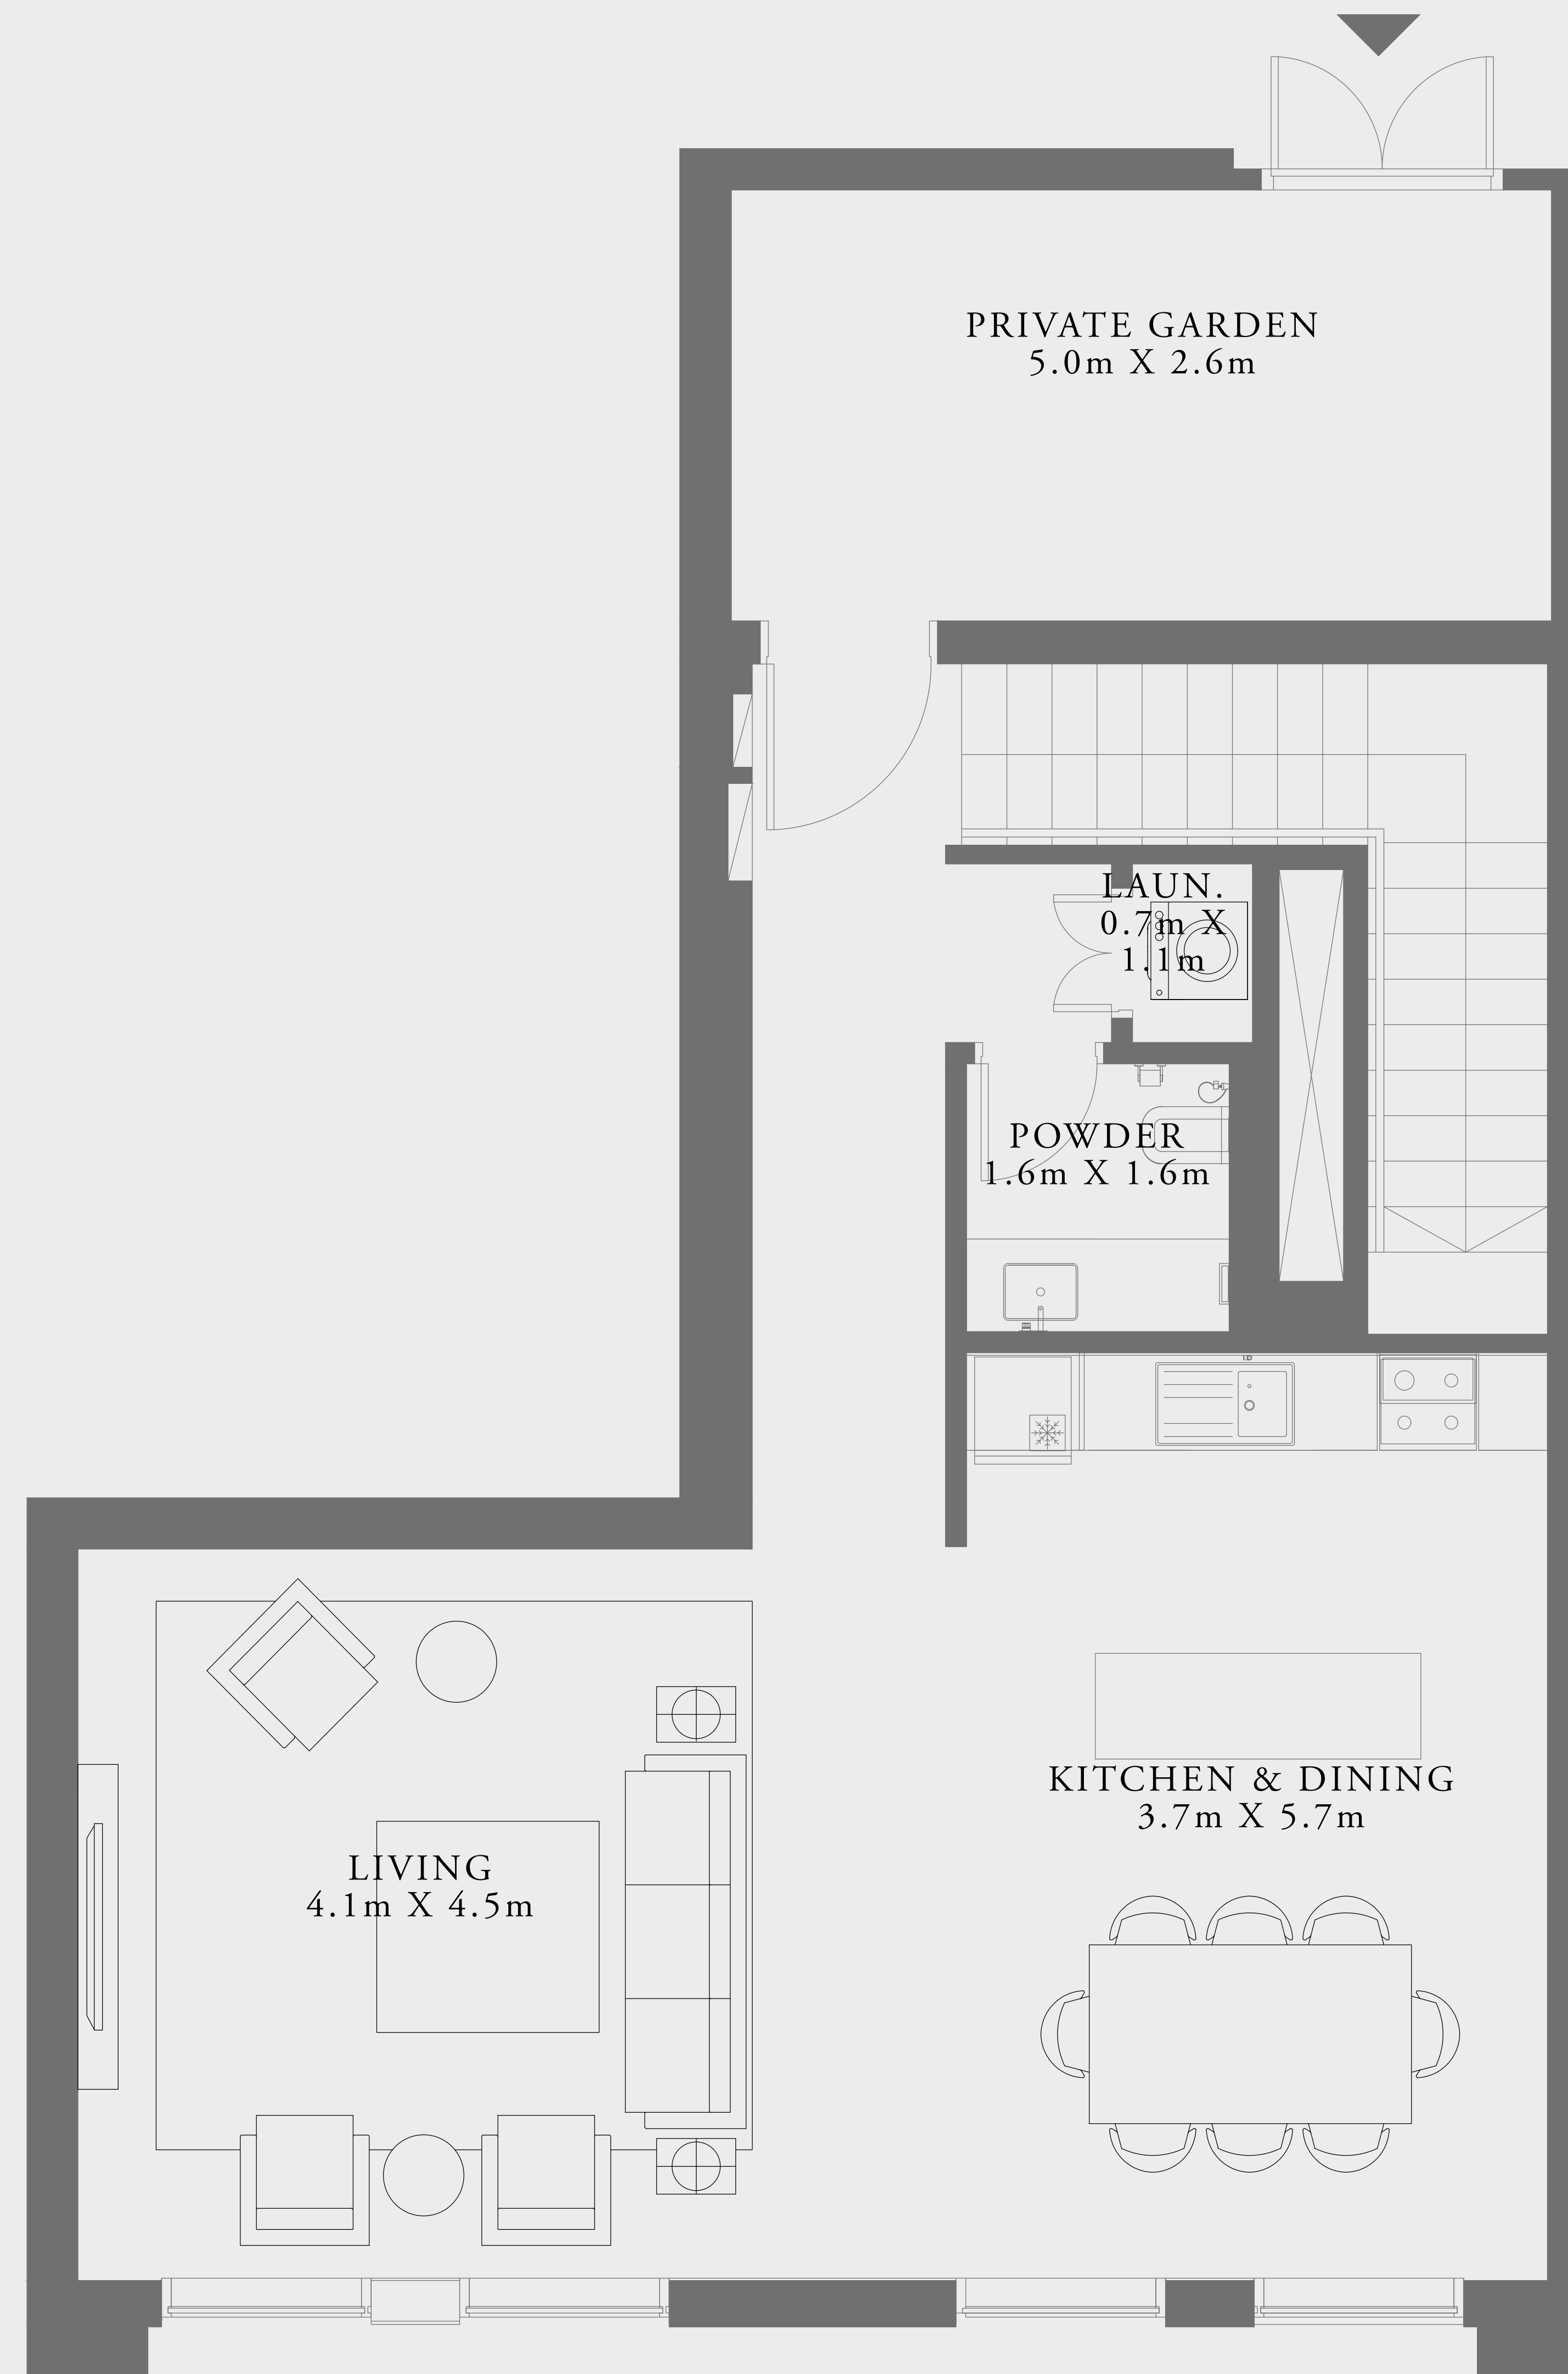 PRIVATE GARDEN
5.0m X 2.6m
LAUN.
0.7m X
1.1m
POWDER
1.6m X 1.6m
KITCHEN & DINING
3.7m X 5.7m
LIVING
4.1m X 4.5m